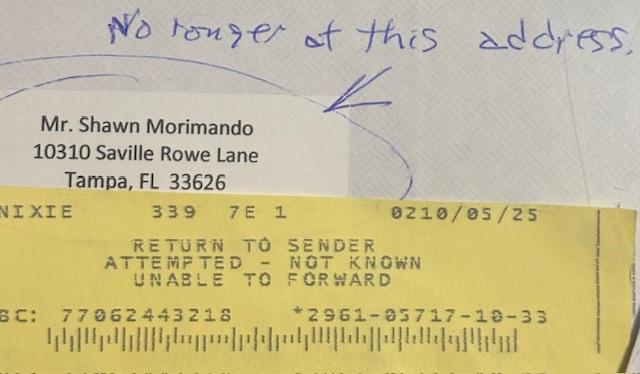 No longer at this address.
Mr. Shawn Morimando
10310 Saville Rowe Lane
Tampa, FL 33626
NIXIE 339 7E 1 0210/05/25
RETURN TO SENDER
ATTEMPTED - NOT KNOWN
UNABLE TO FORWARD
BC: 77062443218 *2961-05717-10-33